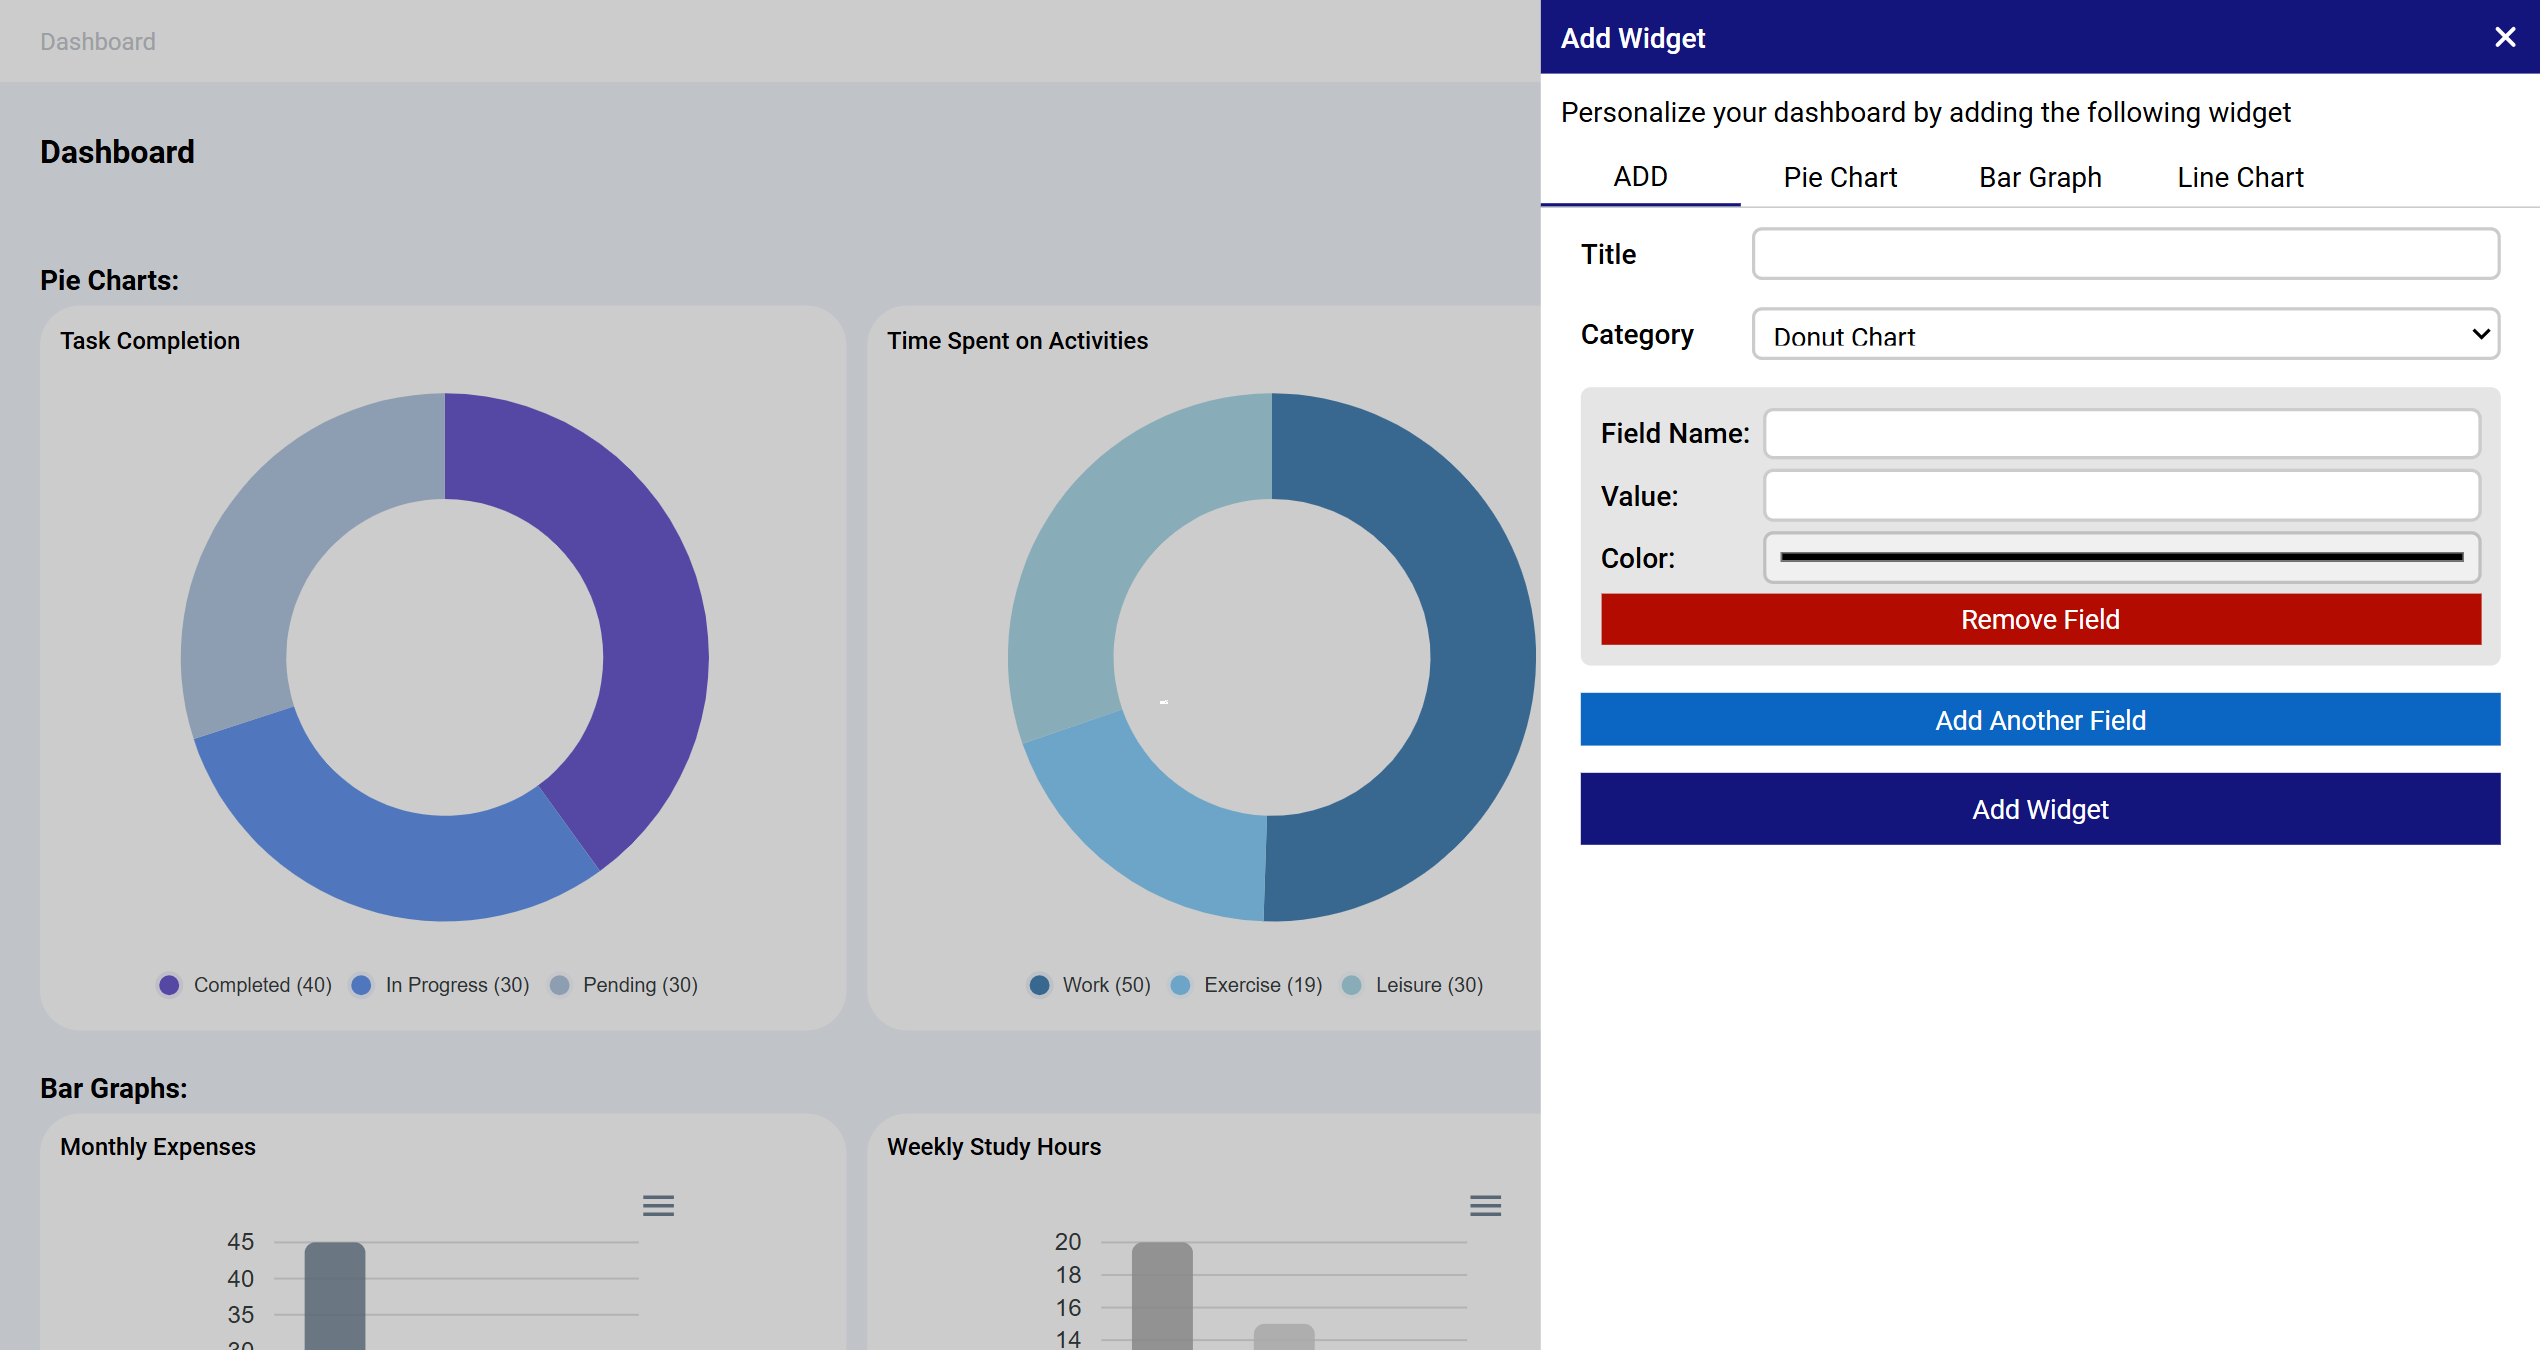 Dashboard
Dashboard
Pie Charts:
Task Completion
Completed (40) In Progress (30) Pending (30)
Time Spent on Activities
Work (50) Exercise (19) Leisure (30)
Bar Graphs:
Monthly Expenses
45
40
35
30
Weekly Study Hours
20
18
16
14
Add Widget
Personalize your dashboard by adding the following widget
ADD Pie Chart Bar Graph Line Chart
Title
Category Donut Chart
Field Name:
Value:
Color:
Remove Field
Add Another Field
Add Widget